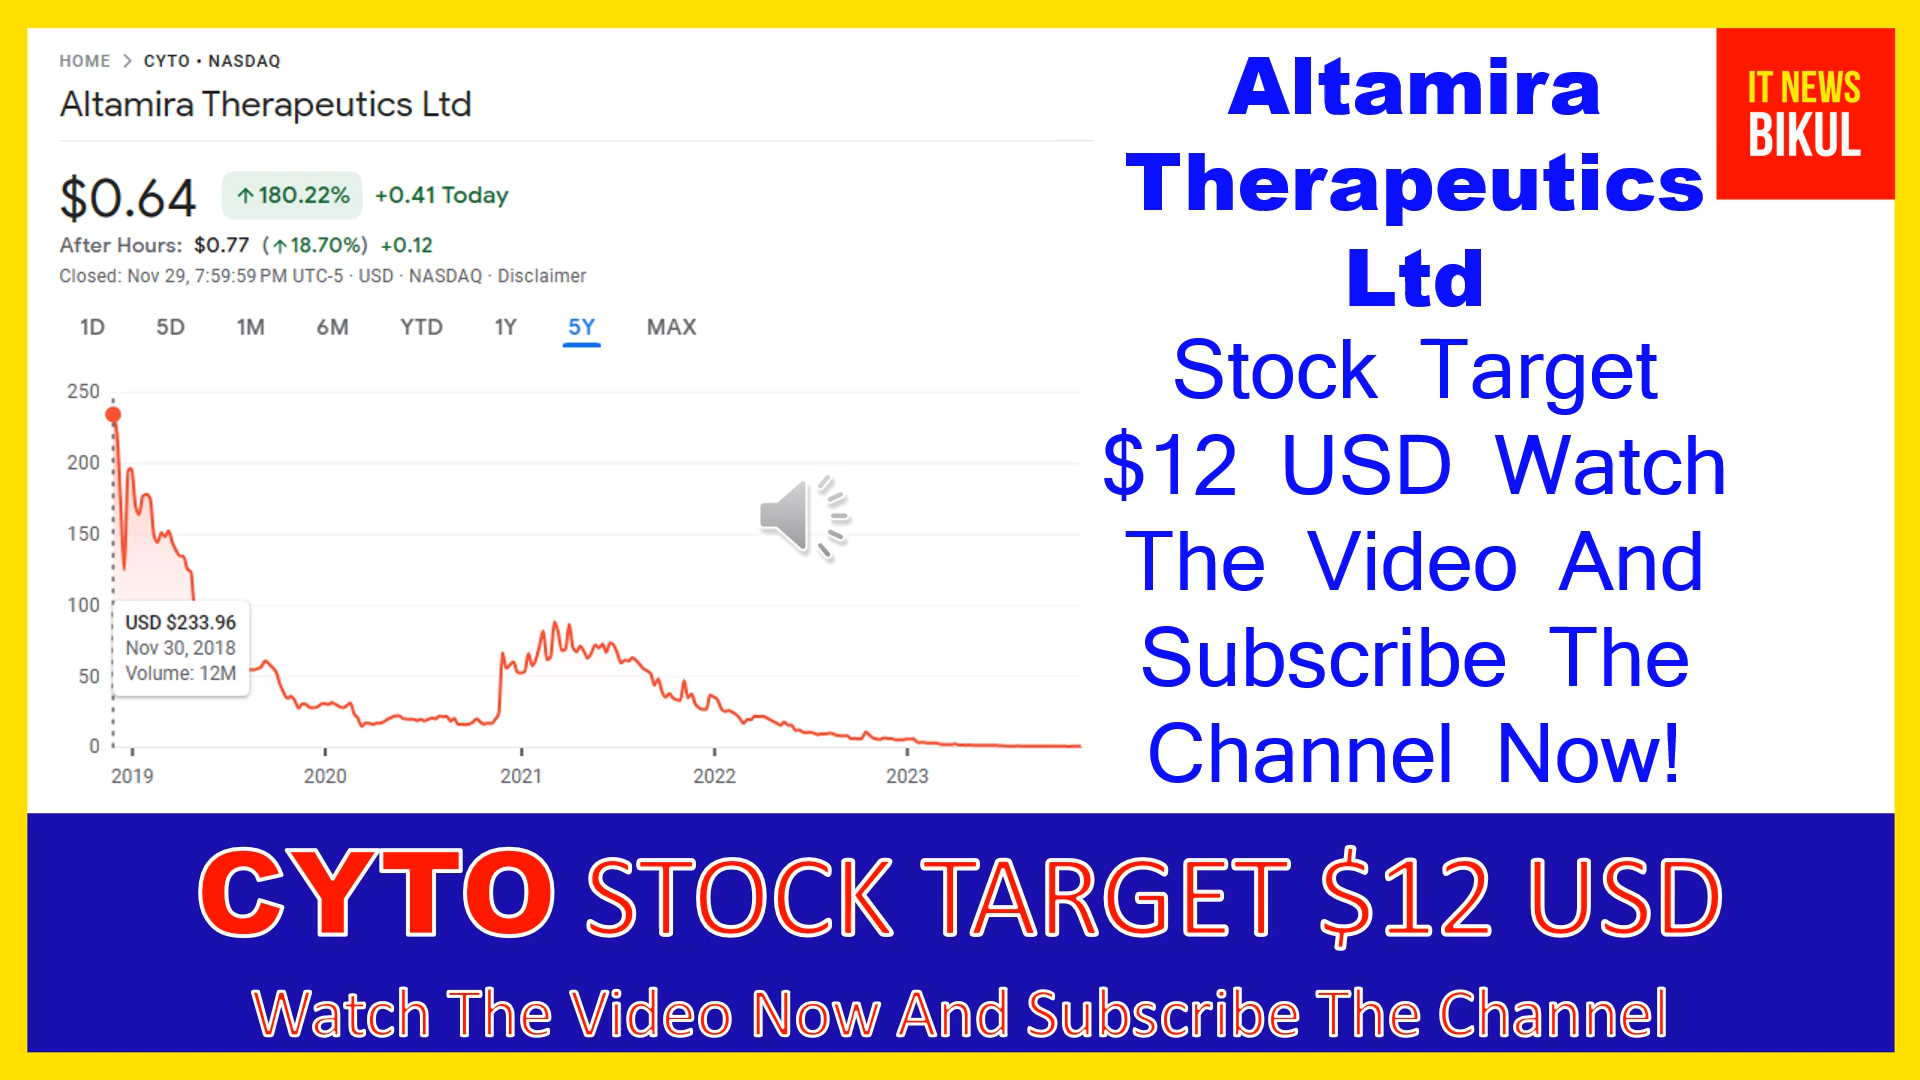 HOME > CYTO • NASDAQ
Altamira Therapeutics Ltd
$0.64 ↑180.22% +0.41 Today
After Hours: $0.77 (↑18.70%) +0.12
Closed: Nov 29, 7:59:59 PM UTC-5 · USD · NASDAQ · Disclaimer
1D 5D 1M 6M YTD 1Y 5Y MAX
250
200
150
100
50
0
USD $233.96
Nov 30, 2018
Volume: 12M
2019 2020 2021 2022 2023
Altamira
Therapeutics
Ltd
Stock Target
$12 USD Watch
The Video And
Subscribe The
Channel Now!
IT NEWS
BIKUL
CYTO STOCK TARGET $12 USD
Watch The Video Now And Subscribe The Channel